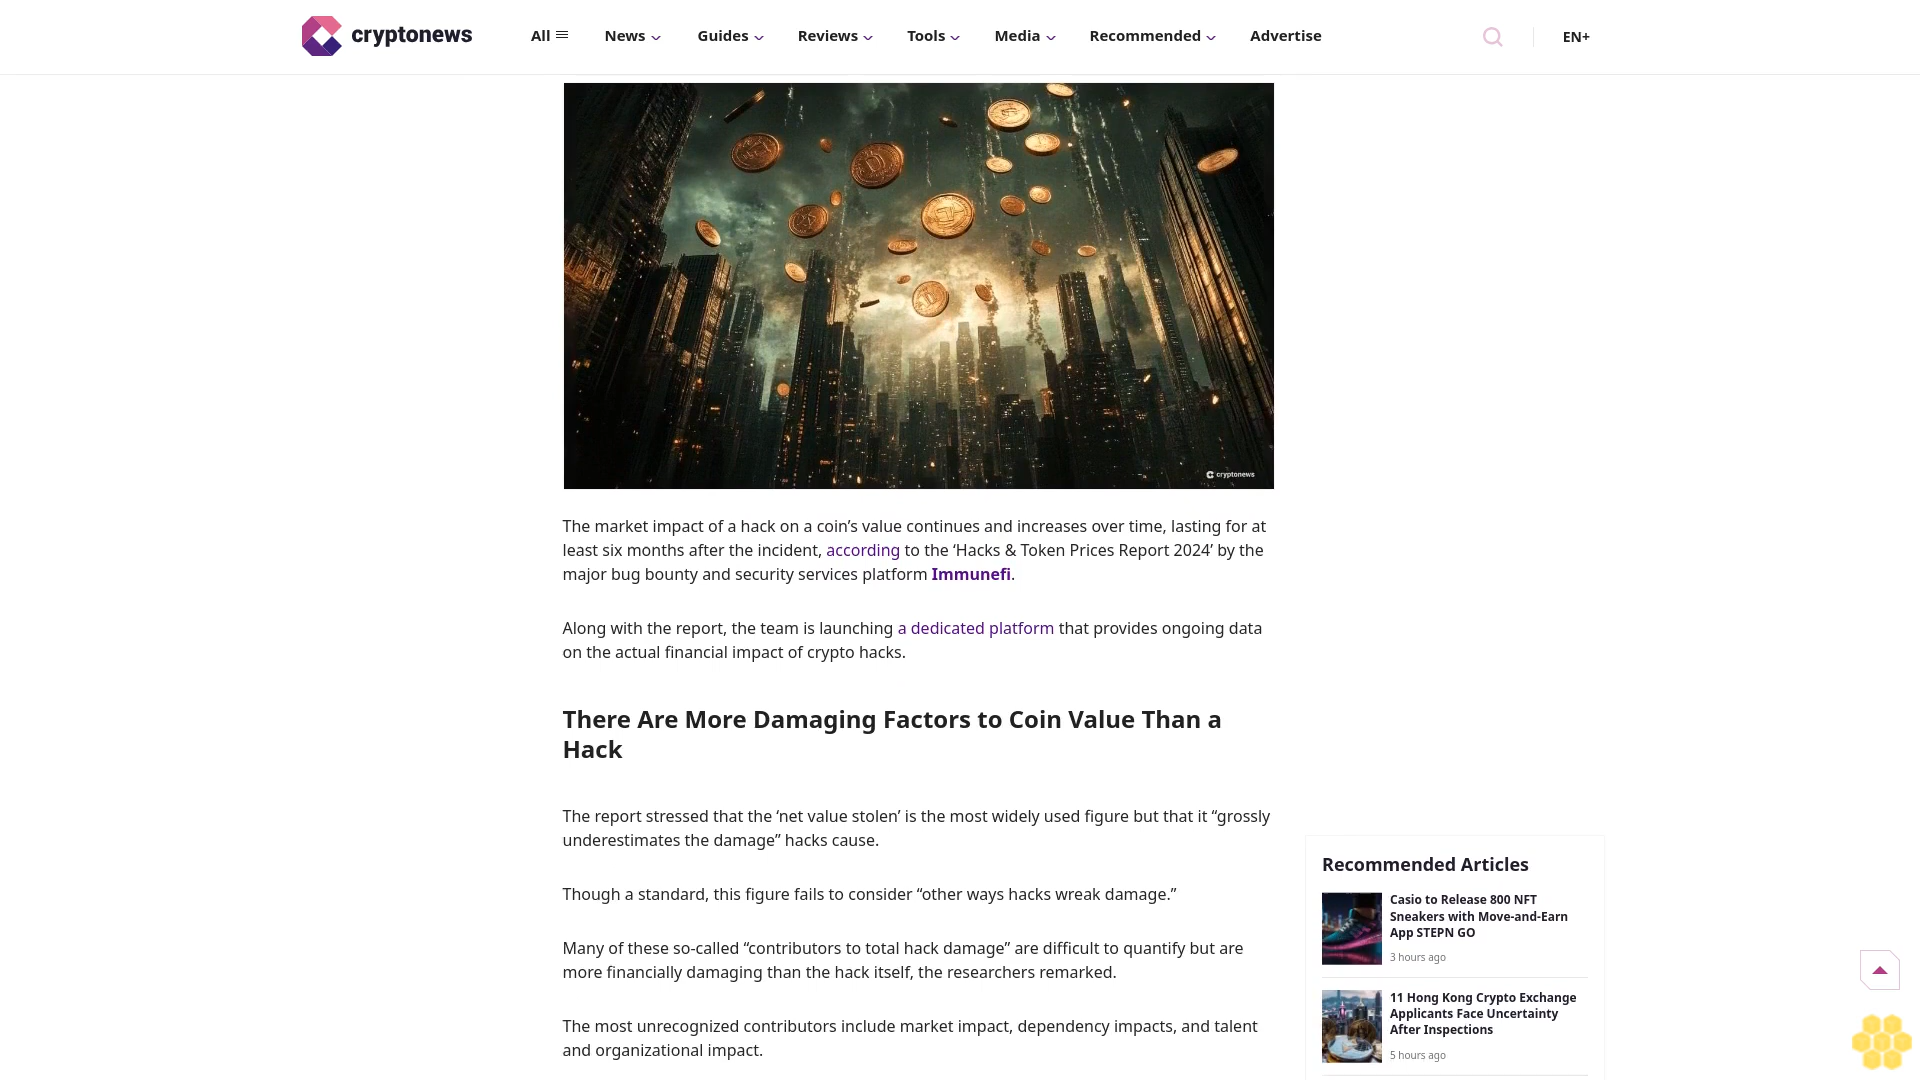 cryptonews
All
News
Guides
Reviews
Tools
Media
Recommended
Advertise
EN+
cryptonews
The market impact of a hack on a coin’s value continues and increases over time, lasting for at
least six months after the incident, according to the ‘Hacks & Token Prices Report 2024’ by the
major bug bounty and security services platform Immunefi.
Along with the report, the team is launching a dedicated platform that provides ongoing data
on the actual financial impact of crypto hacks.
There Are More Damaging Factors to Coin Value Than a
Hack
The report stressed that the ‘net value stolen’ is the most widely used figure but that it “grossly
underestimates the damage” hacks cause.
Though a standard, this figure fails to consider “other ways hacks wreak damage.”
Many of these so-called “contributors to total hack damage” are difficult to quantify but are
more financially damaging than the hack itself, the researchers remarked.
The most unrecognized contributors include market impact, dependency impacts, and talent
and organizational impact.
Recommended Articles
Casio to Release 800 NFT
Sneakers with Move-and-Earn
App STEPN GO
3 hours ago
11 Hong Kong Crypto Exchange
Applicants Face Uncertainty
After Inspections
5 hours ago